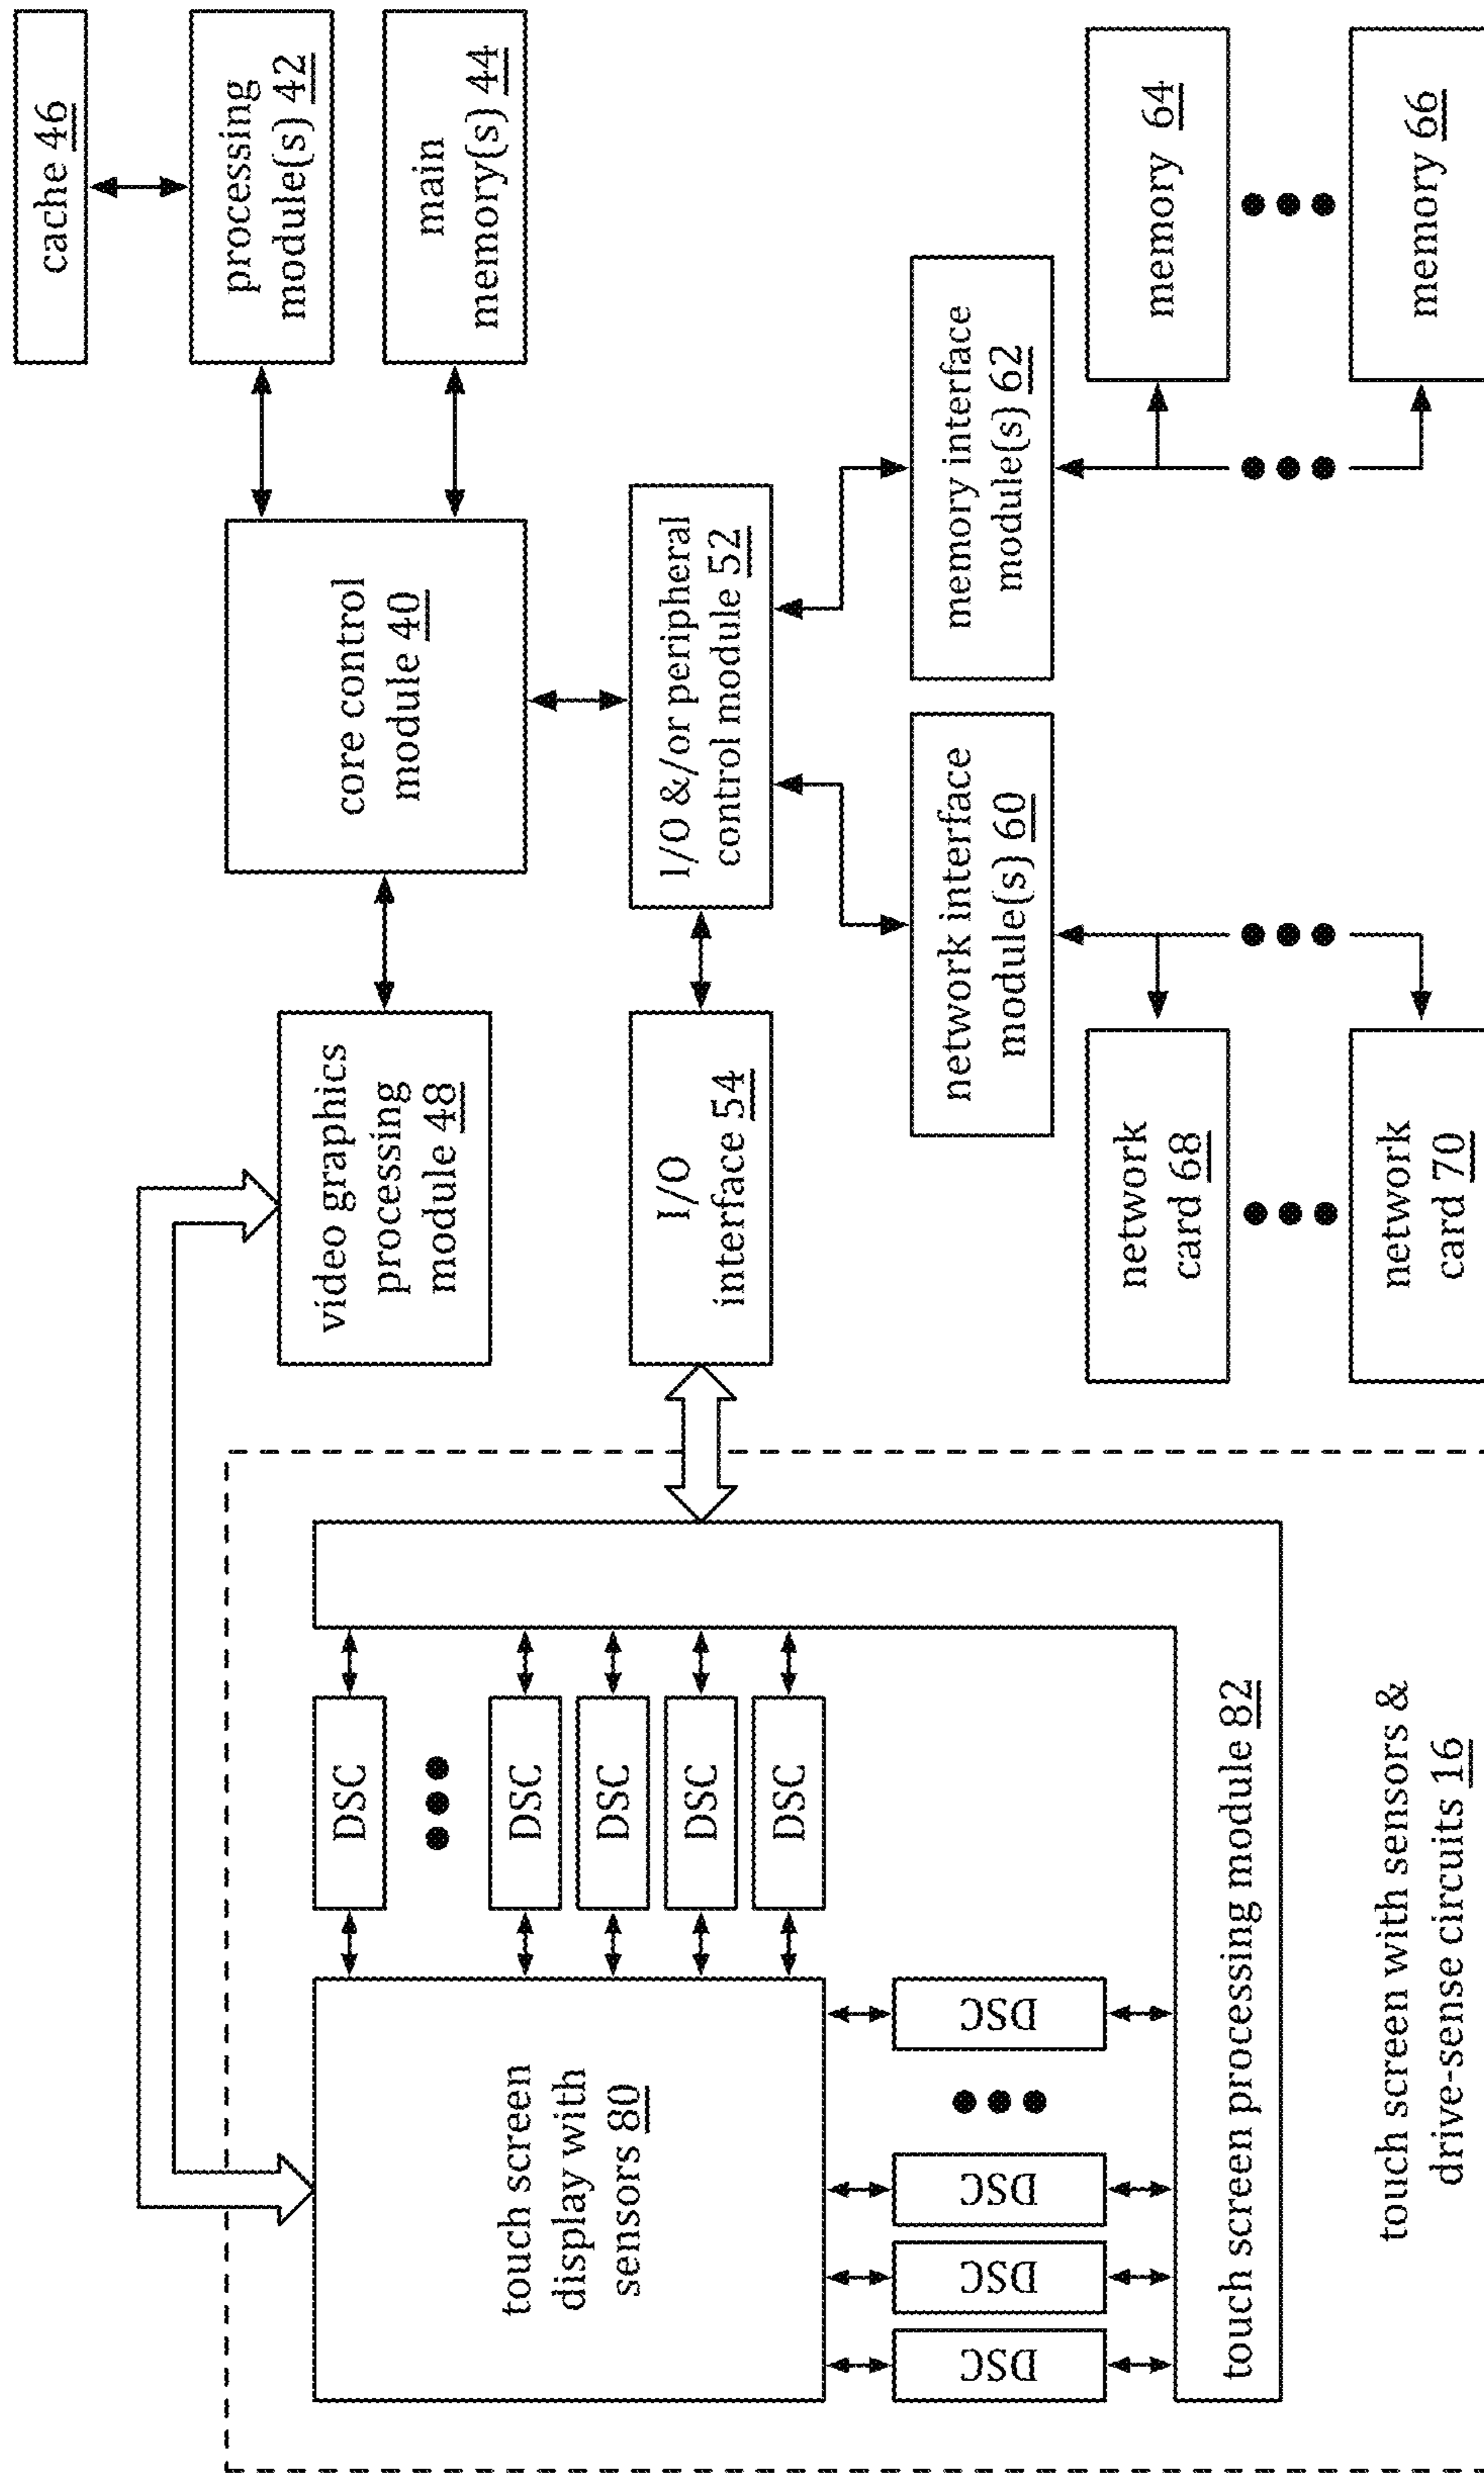 cache 46
processing
module(s) 42
main
memory(s) 44
core control
module 40
video graphics
processing
module 48
I/O &/or peripheral
control module 52
I/O
interface 54
memory interface
module(s) 62
network interface
module(s) 60
memory 64
memory 66
network
card 68
network
card 70
touch screen
display with
sensors 80
DSC
DSC
DSC
DSC
DSC
DSC
DSC
DSC
DSC
touch screen processing module 82
touch screen with sensors &
drive-sense circuits 16